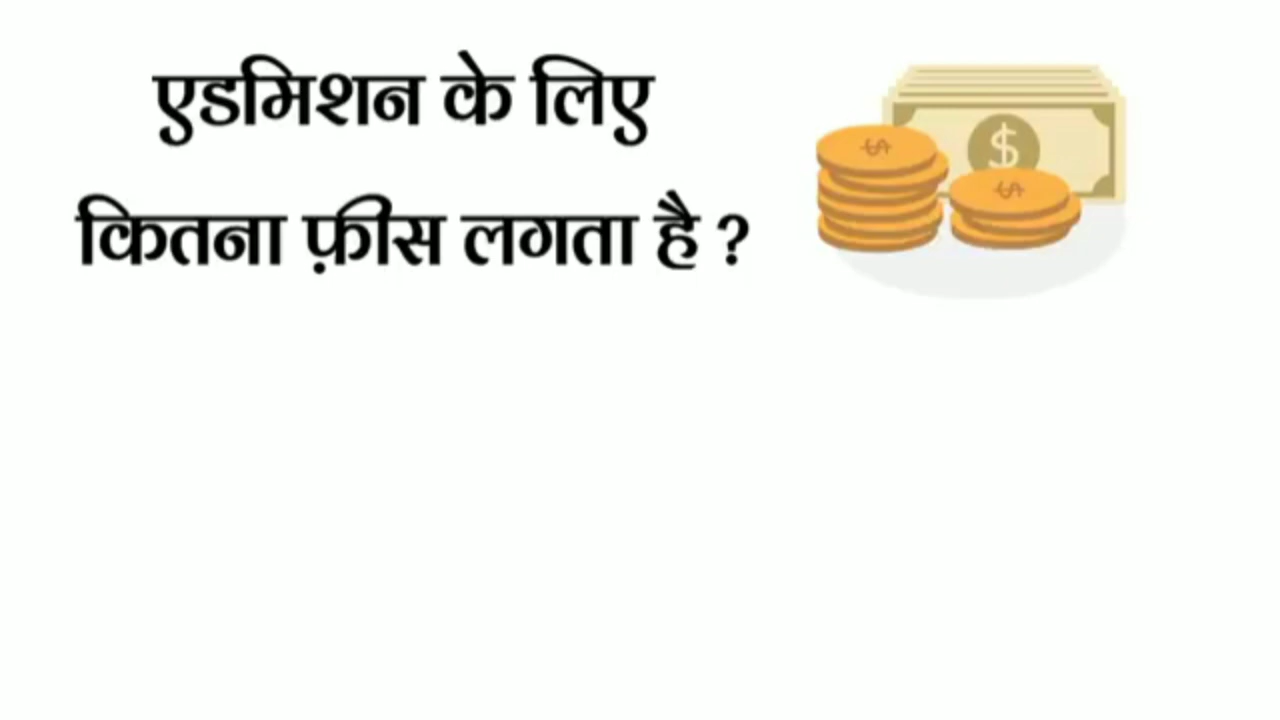 एडमिशन के लिए
कितना फ़ीस लगता है ?
$